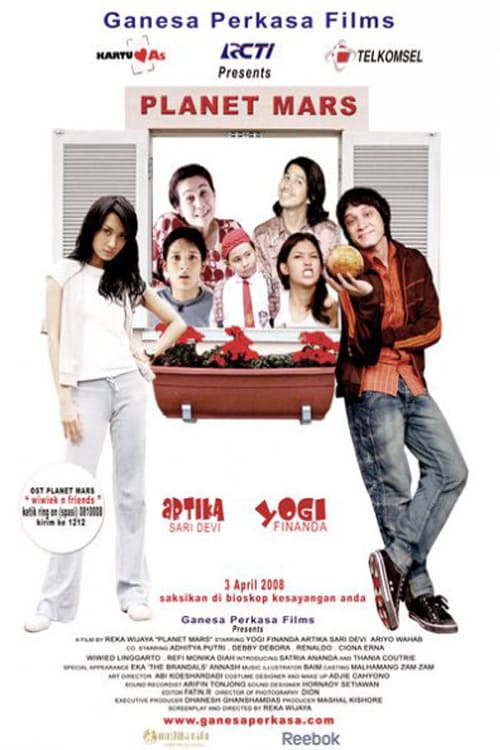 Ganesa Perkasa Films
KARTU As
RCTI
TELKOMSEL
Presents
PLANET MARS
OST PLANET MARS
" wiwiek n friends "
ketik ring on (spasi) 0810008
kirim ke 1212
ARTIKA
SARI DEVI
YOGI
FINANDA
3 April 2008
saksikan di bioskop kesayangan anda
Ganesa Perkasa Films
Presents
A FILM BY REKA WIJAYA "PLANET MARS" STARRING YOGI FINANDA ARTIKA SARI DEVI ARIYO WAHAB
CO. STARRING ADHITYA PUTRI . DEBBY DEBORA . RENALDO . CIONA ERNA
WIWIED LINGGARTO . REFI MONIKA DIAH INTRODUCING SATRIA ANANDA AND THANIA COUTRIE
SPECIAL APPEARANCE EKA 'THE BRANDALS' ANNASH MUSIC ILLUSTRATOR BAIM CASTING MALHAMANG ZAM ZAM
ART DIRECTOR ABI KOESHARDIADI COSTUME DESIGNER AND MAKE UP ADJIE CAHYONO
SOUND RECORDIST ARIFIN TONJONG SOUND DESIGNER HORNADY SETIAWAN
EDITOR FATIN.R DIRECTOR OF PHOTOGRAPHY DION
EXECUTIVE PRODUCER DHANESH GHANSHAMDAS PRODUCER MASHAL KISHORE
SCREENPLAY AND DIRECTED BY REKA WIJAYA
www.ganesaperkasa.com
Reebok